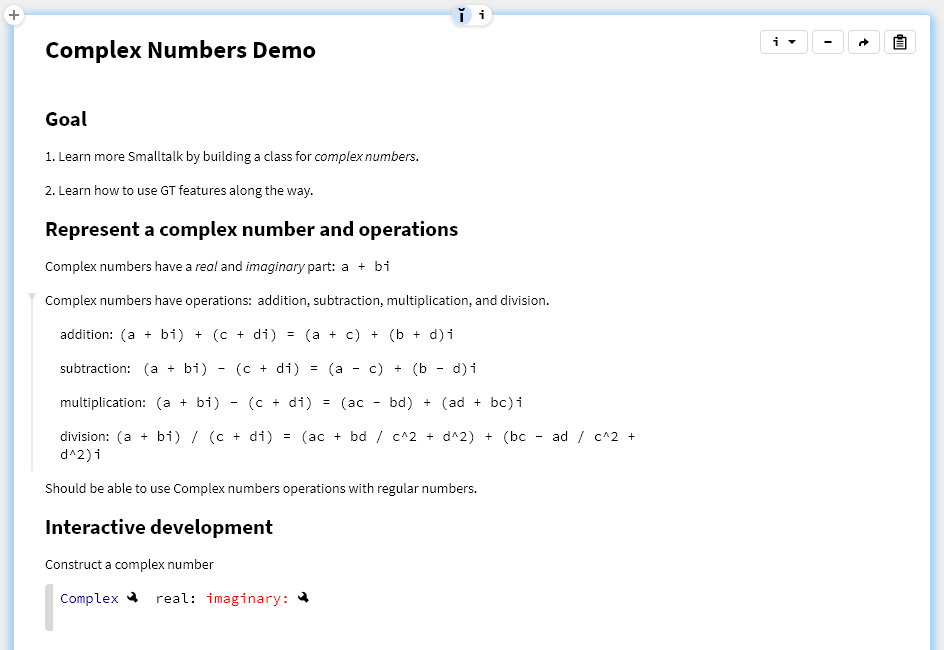 ǐ i
Complex Numbers Demo
i
Goal
1. Learn more Smalltalk by building a class for complex numbers.
2. Learn how to use GT features along the way.
Represent a complex number and operations
Complex numbers have a real and imaginary part: a + bi
Complex numbers have operations: addition, subtraction, multiplication, and division.
addition: (a + bi) + (c + di) = (a + c) + (b + d)i
subtraction: (a + bi) − (c + di) = (a − c) + (b − d)i
multiplication: (a + bi) − (c + di) = (ac − bd) + (ad + bc)i
division: (a + bi) / (c + di) = (ac + bd / c^2 + d^2) + (bc − ad / c^2 +
d^2)i
Should be able to use Complex numbers operations with regular numbers.
Interactive development
Construct a complex number
Complex real: imaginary: